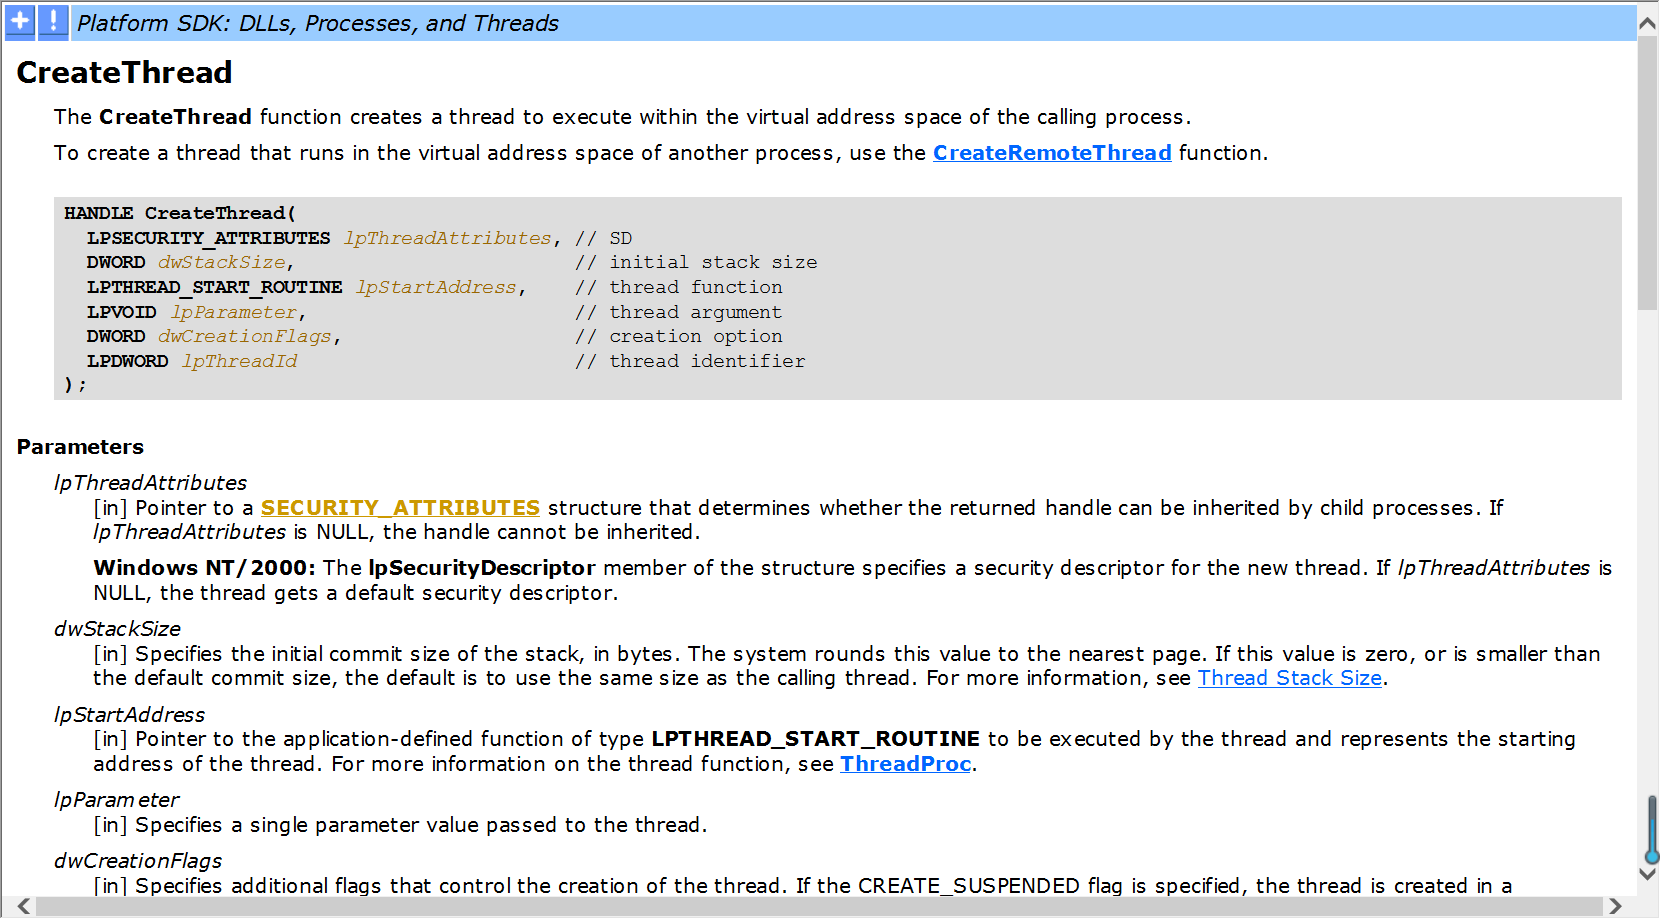 Platform SDK: DLLs, Processes, and Threads
CreateThread
The CreateThread function creates a thread to execute within the virtual address space of the calling process.
To create a thread that runs in the virtual address space of another process, use the CreateRemoteThread function.
HANDLE CreateThread(
  LPSECURITY_ATTRIBUTES lpThreadAttributes, // SD
  DWORD dwStackSize,                        // initial stack size
  LPTHREAD_START_ROUTINE lpStartAddress,    // thread function
  LPVOID lpParameter,                       // thread argument
  DWORD dwCreationFlags,                    // creation option
  LPDWORD lpThreadId                        // thread identifier
);
Parameters
lpThreadAttributes
[in] Pointer to a SECURITY_ATTRIBUTES structure that determines whether the returned handle can be inherited by child processes. If
lpThreadAttributes is NULL, the handle cannot be inherited.
Windows NT/2000: The lpSecurityDescriptor member of the structure specifies a security descriptor for the new thread. If lpThreadAttributes is
NULL, the thread gets a default security descriptor.
dwStackSize
[in] Specifies the initial commit size of the stack, in bytes. The system rounds this value to the nearest page. If this value is zero, or is smaller than
the default commit size, the default is to use the same size as the calling thread. For more information, see Thread Stack Size.
lpStartAddress
[in] Pointer to the application-defined function of type LPTHREAD_START_ROUTINE to be executed by the thread and represents the starting
address of the thread. For more information on the thread function, see ThreadProc.
lpParameter
[in] Specifies a single parameter value passed to the thread.
dwCreationFlags
[in] Specifies additional flags that control the creation of the thread. If the CREATE_SUSPENDED flag is specified, the thread is created in a